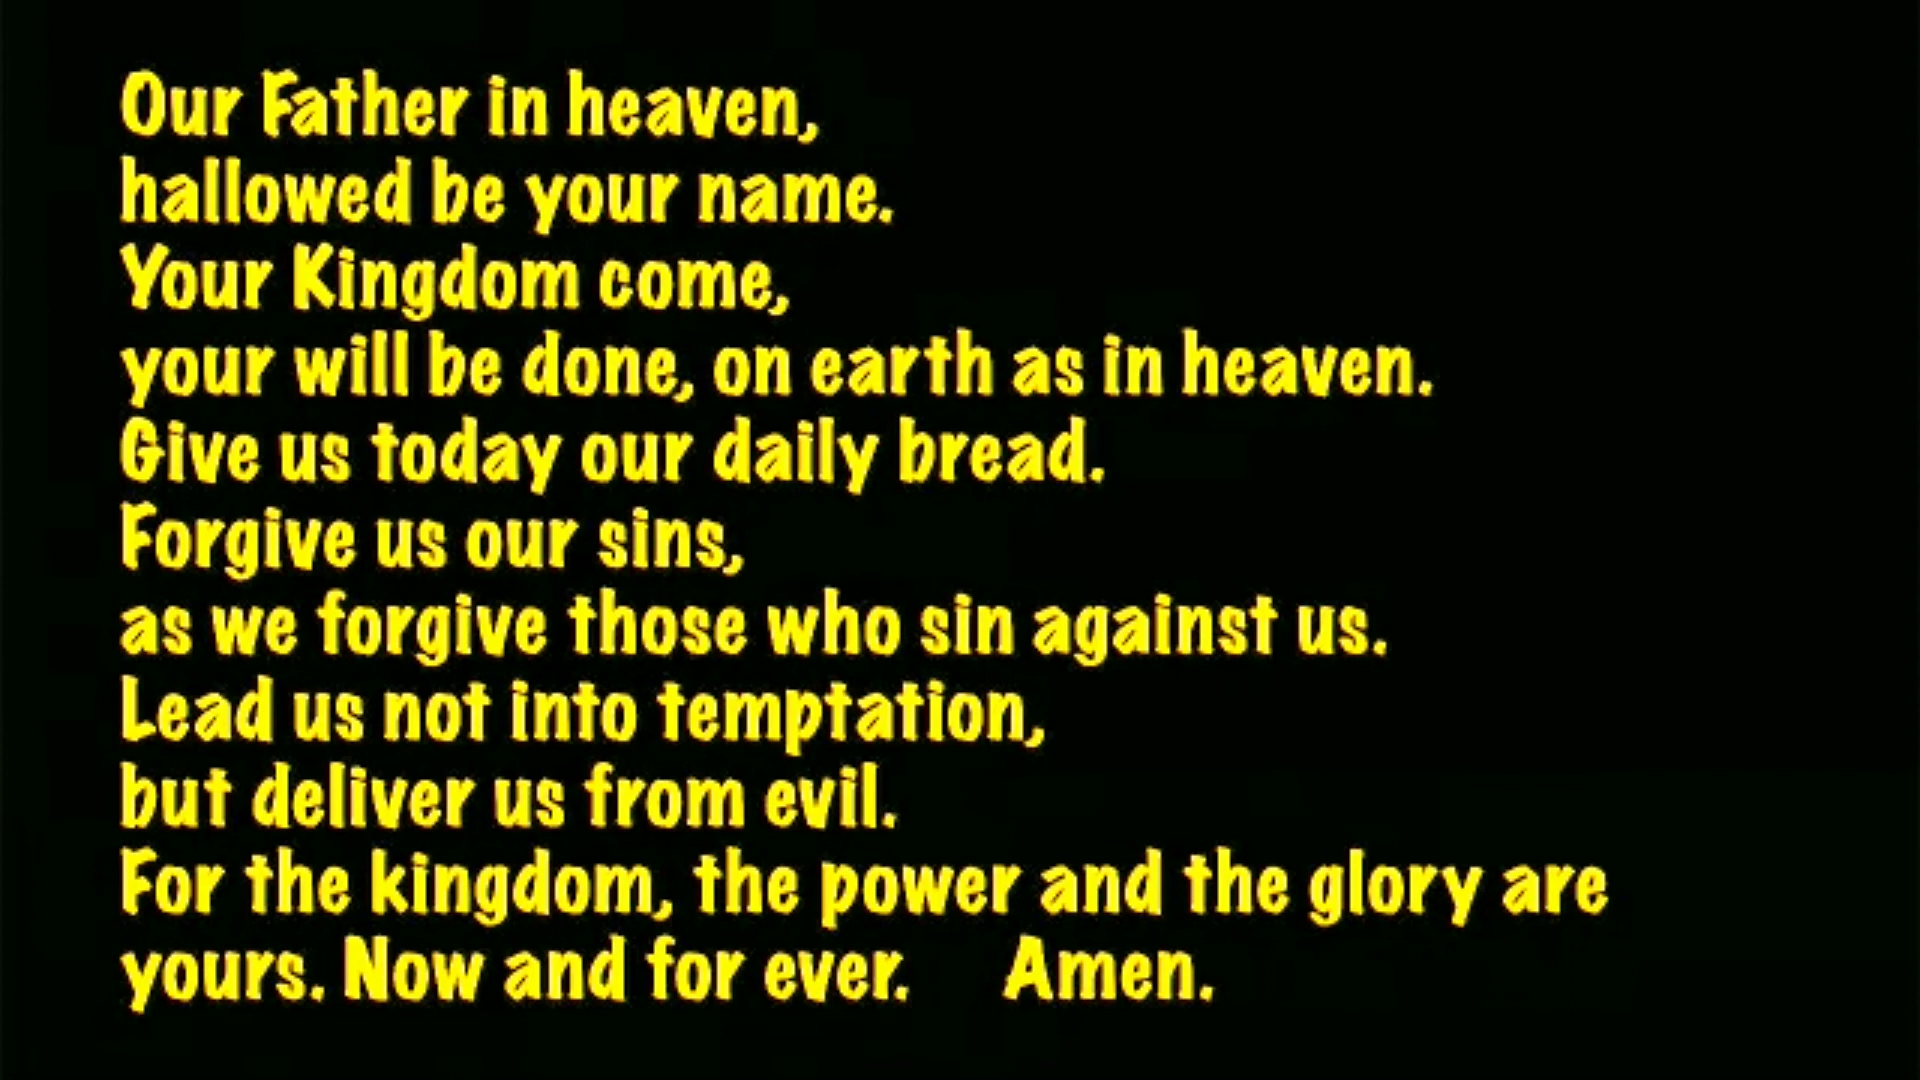 Our Father in heaven,
hallowed be your name.
Your Kingdom come,
your will be done, on earth as in heaven.
Give us today our daily bread.
Forgive us our sins,
as we forgive those who sin against us.
Lead us not into temptation,
but deliver us from evil.
For the kingdom, the power and the glory are
yours. Now and for ever. Amen.